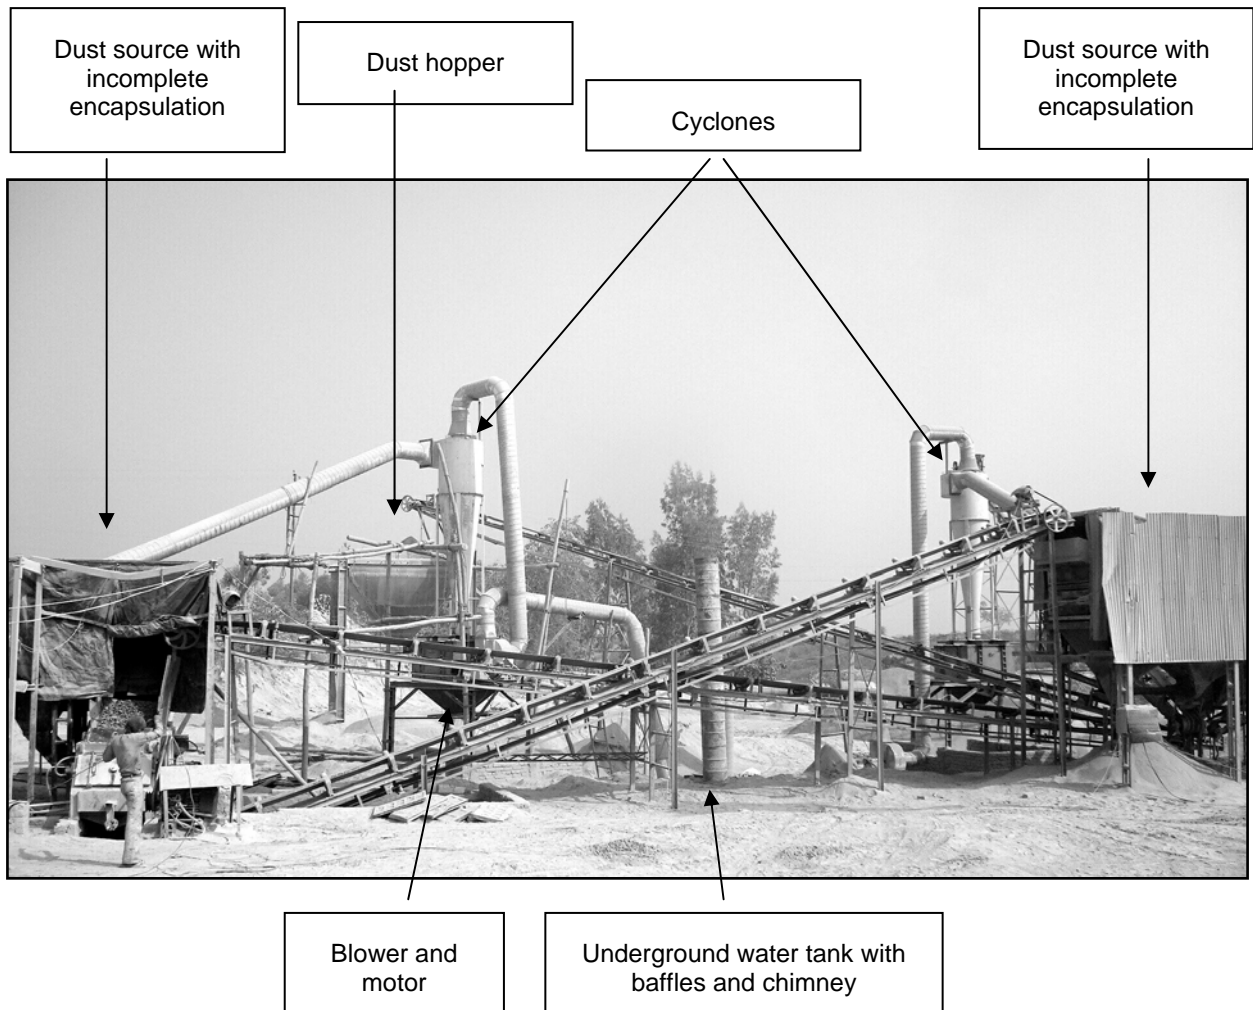 Dust source with
incomplete
encapsulation
Dust hopper
Cyclones
Dust source with
incomplete
encapsulation
Blower and
motor
Underground water tank with
baffles and chimney